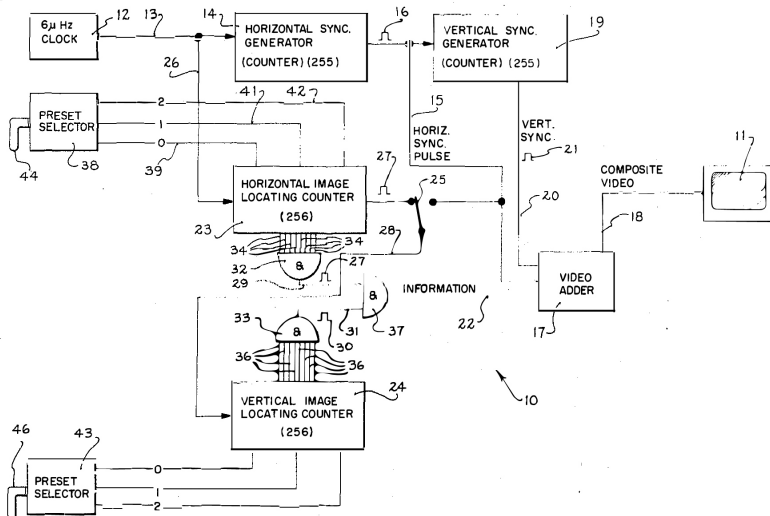 6μ Hz
CLOCK
12
13
14
HORIZONTAL SYNC.
GENERATOR
(COUNTER) (255)
16
VERTICAL SYNC.
GENERATOR
(COUNTER) (255)
19
26
15
HORIZ.
SYNC.
PULSE
VERT.
SYNC.
21
20
COMPOSITE
VIDEO
11
18
PRESET
SELECTOR
44
38
2
1
0
41
42
39
HORIZONTAL IMAGE
LOCATING COUNTER
(256)
23
27
25
28
34
34
32
&
29
27
&
37
31
30
INFORMATION
22
VIDEO
ADDER
17
33
&
36
36
VERTICAL IMAGE
LOCATING COUNTER
(256)
24
10
46
43
PRESET
SELECTOR
0
1
2